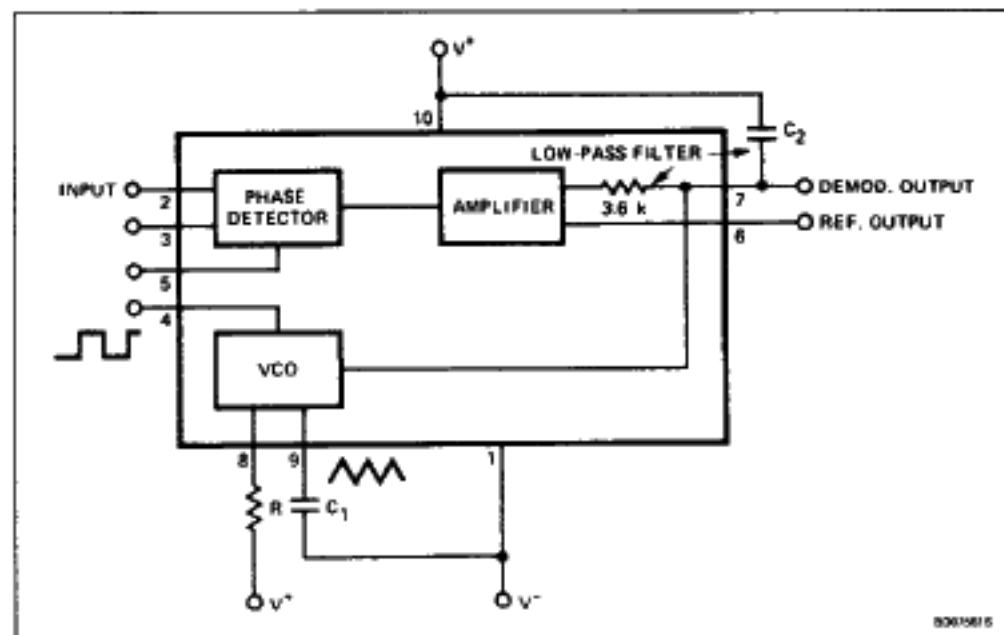 V+
10
C2
LOW-PASS FILTER
INPUT
2
PHASE DETECTOR
AMPLIFIER
3.6 k
7
DEMOD. OUTPUT
3
6
REF. OUTPUT
5
4
VCO
8
9
1
R
C1
V+
V-